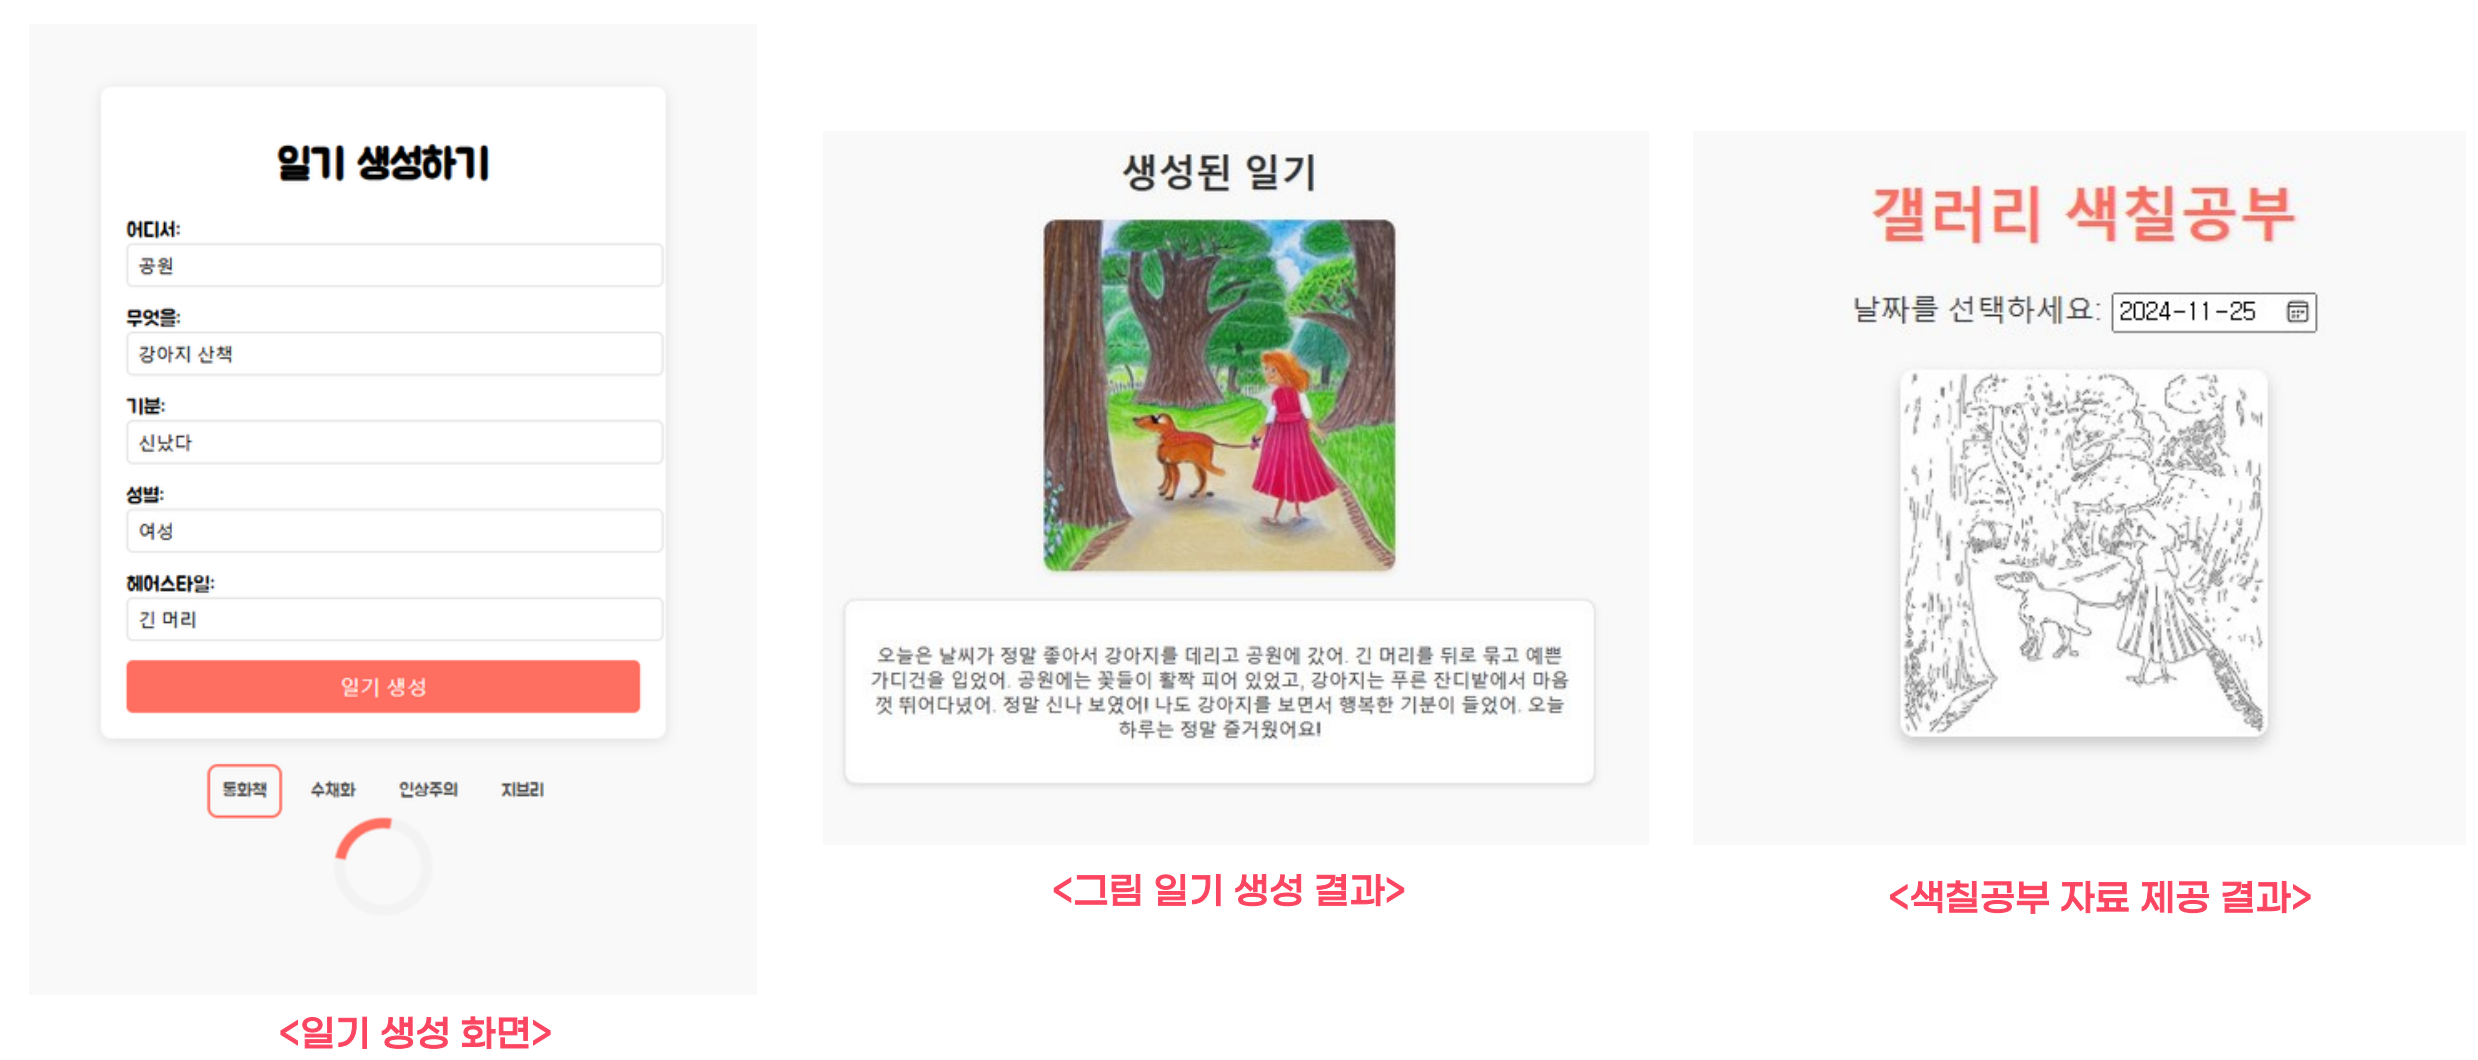 일기 생성하기
어디서:
공원
무엇을:
강아지 산책
기분:
신났다
성별:
여성
헤어스타일:
긴 머리
일기 생성
동화책 수채화 인상주의 지브리
<일기 생성 화면>
생성된 일기
오늘은 날씨가 정말 좋아서 강아지를 데리고 공원에 갔어. 긴 머리를 뒤로 묶고 예쁜
가디건을 입었어. 공원에는 꽃들이 활짝 피어 있었고, 강아지는 푸른 잔디밭에서 마음
껏 뛰어다녔어. 정말 신나 보였어! 나도 강아지를 보면서 행복한 기분이 들었어. 오늘
하루는 정말 즐거웠어요!
<그림 일기 생성 결과>
갤러리 색칠공부
날짜를 선택하세요: 2024-11-25
<색칠공부 자료 제공 결과>